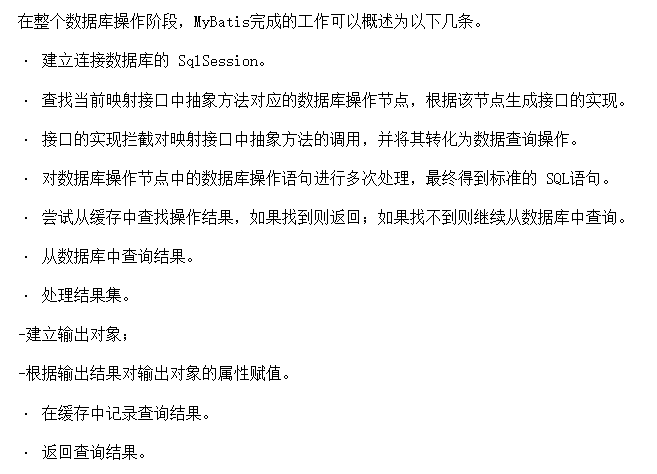 在整个数据库操作阶段，MyBatis完成的工作可以概述为以下几条。
· 建立连接数据库的 SqlSession。
· 查找当前映射接口中抽象方法对应的数据库操作节点，根据该节点生成接口的实现。
· 接口的实现拦截对映射接口中抽象方法的调用，并将其转化为数据查询操作。
· 对数据库操作节点中的数据库操作语句进行多次处理，最终得到标准的 SQL语句。
· 尝试从缓存中查找操作结果，如果找到则返回；如果找不到则继续从数据库中查询。
· 从数据库中查询结果。
· 处理结果集。
-建立输出对象；
-根据输出结果对输出对象的属性赋值。
· 在缓存中记录查询结果。
· 返回查询结果。